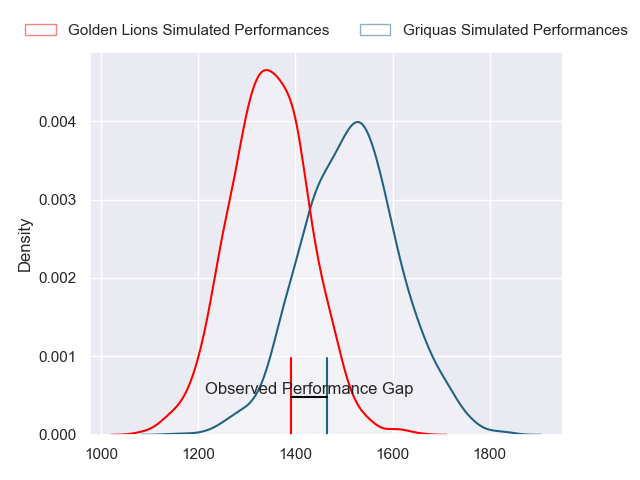 Golden Lions Simulated Performances
Griquas Simulated Performances
Density
0.004
0.003
0.002
0.001
0.000
Observed Performance Gap
1000
1200
1400
1600
1800